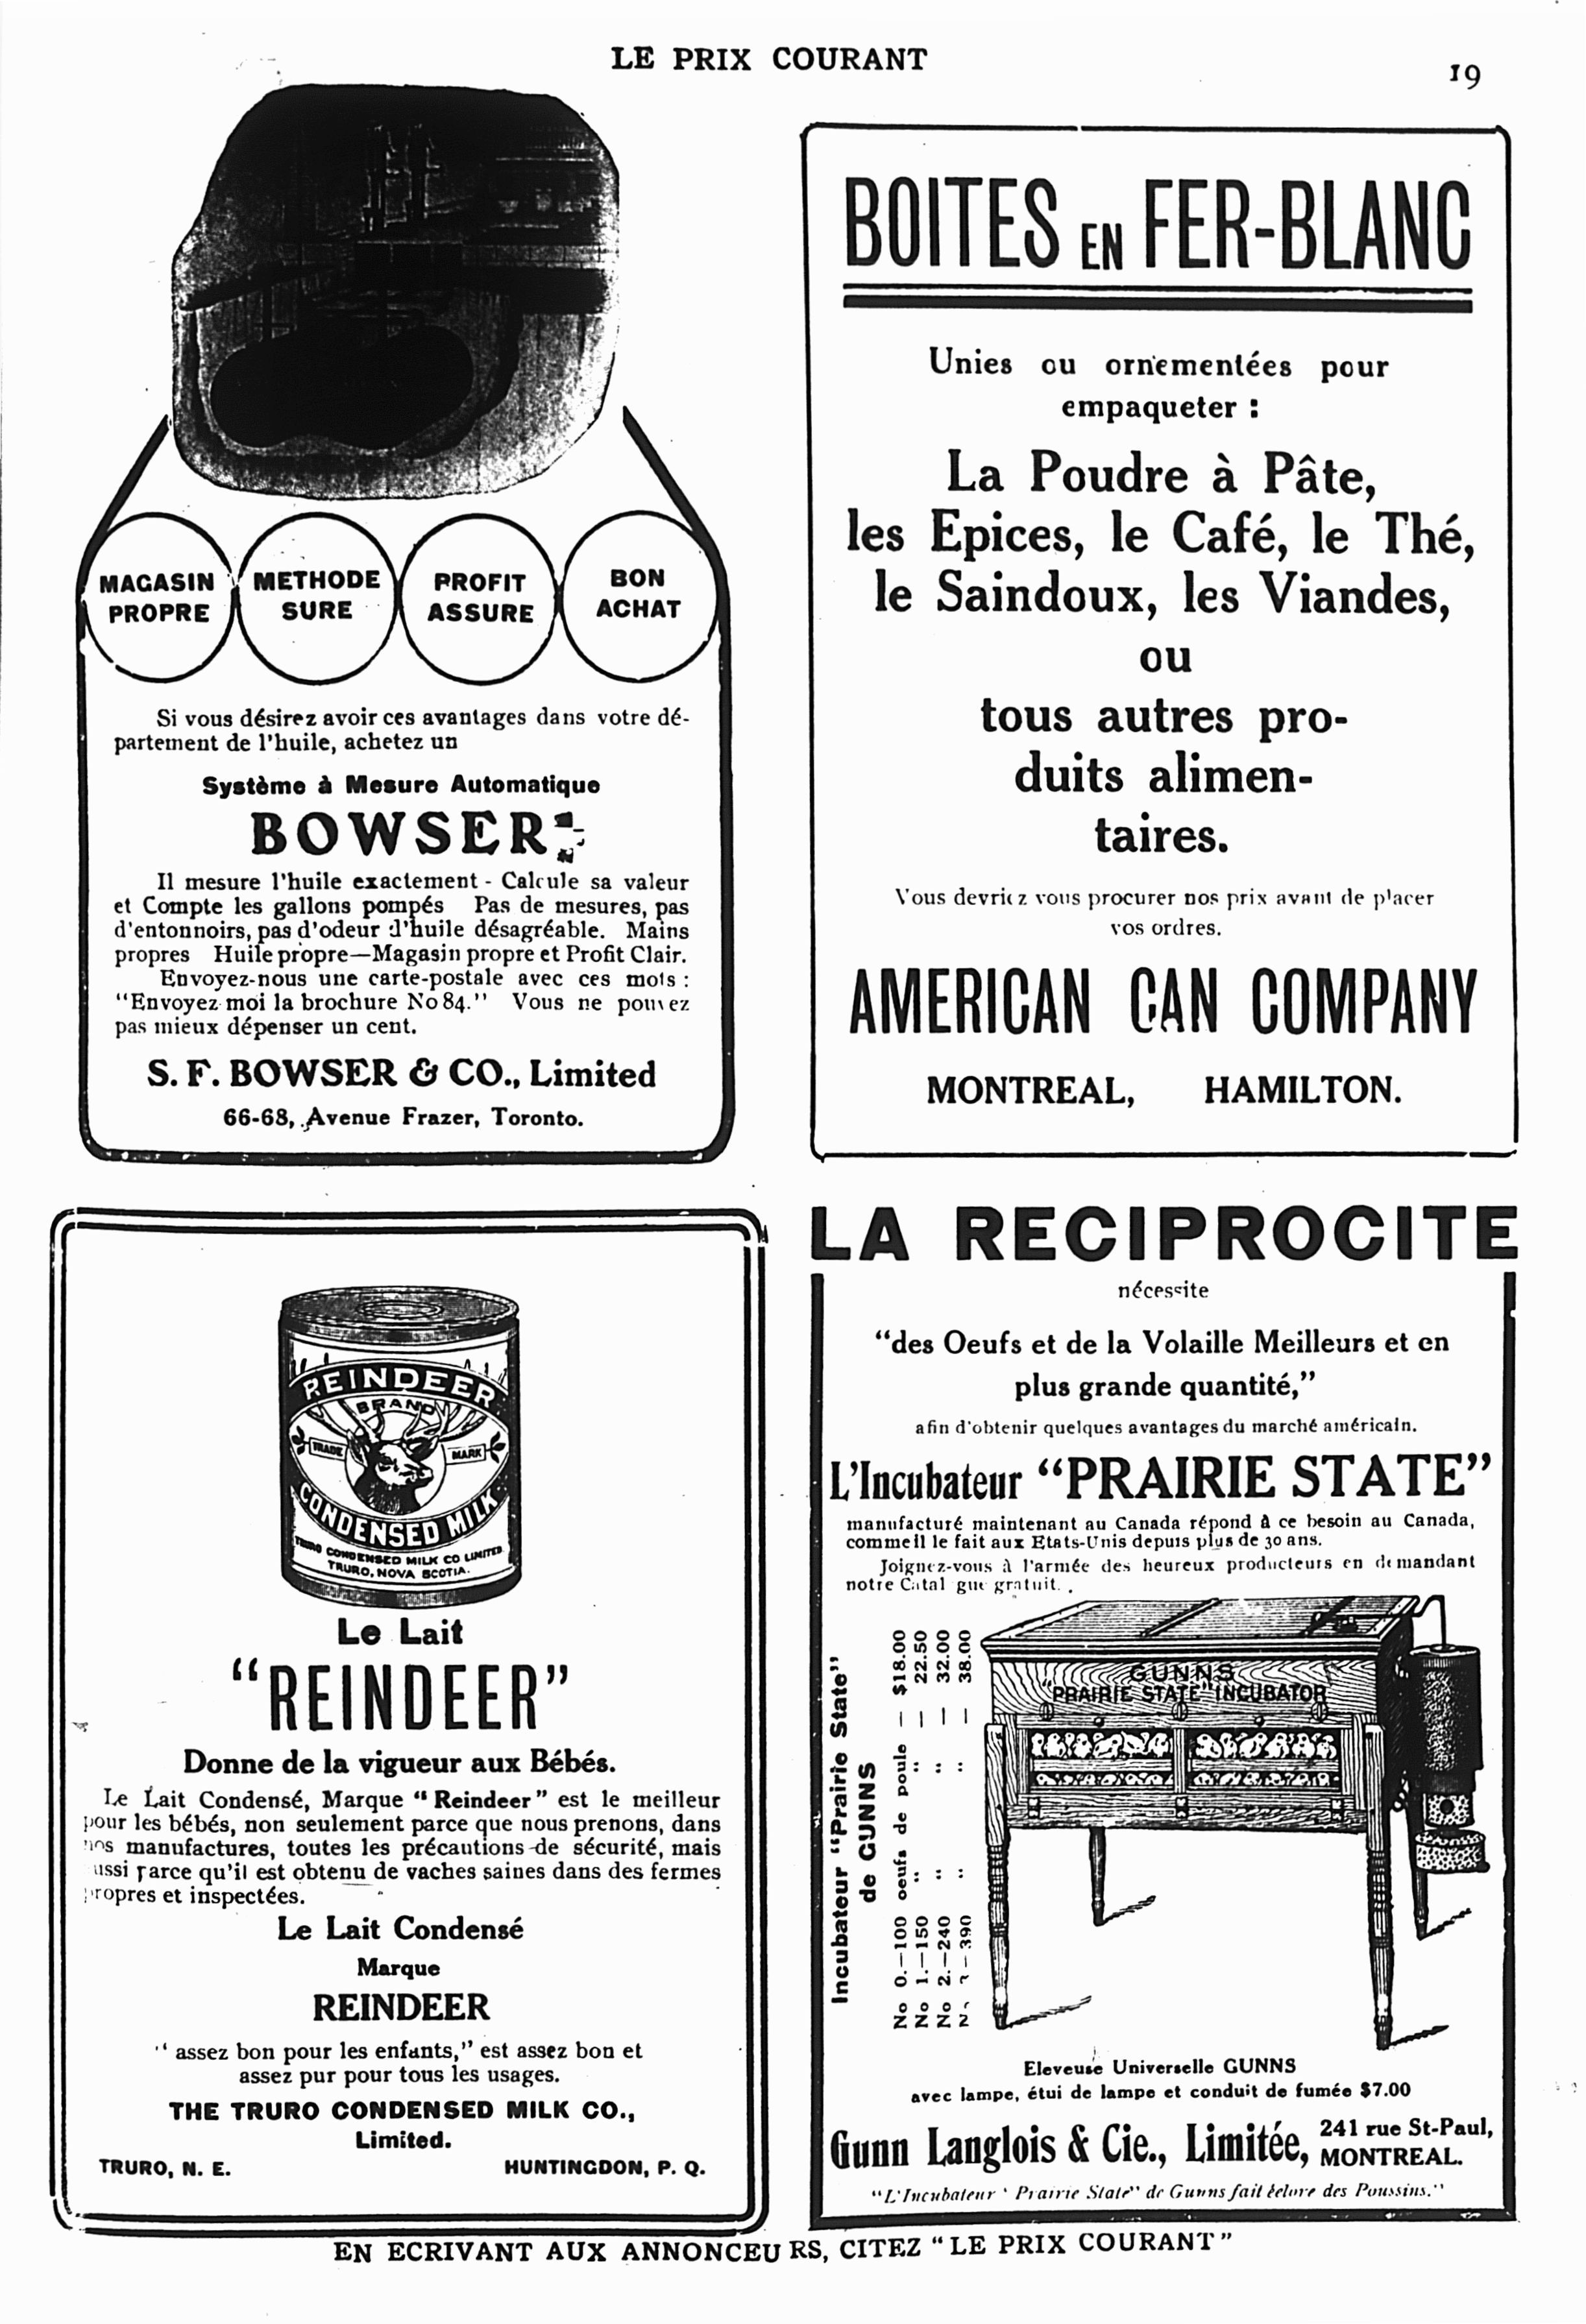 LE PRIX COURANT
19
MAGASIN
PROPRE
METHODE
SURE
PROFIT
ASSURE
BON
ACHAT
Si vous désirez avoir ces avantages dans votre dé-
partement de l'huile, achetez un
Système à Mesure Automatique
BOWSER
Il mesure l'huile exactement - Calcule sa valeur
et Compte les gallons pompés Pas de mesures, pas
d'entonnoirs, pas d'odeur d'huile désagréable. Mains
propres Huile propre—Magasin propre et Profit Clair.
Envoyez-nous une carte-postale avec ces mots :
"Envoyez-moi la brochure No 84." Vous ne pouvez
pas mieux dépenser un cent.
S. F. BOWSER & CO., Limited
66-68, Avenue Frazer, Toronto.
BOITES EN FER-BLANC
Unies ou ornementées pour
empaqueter :
La Poudre à Pâte,
les Epices, le Café, le Thé,
le Saindoux, les Viandes,
ou
tous autres pro-
duits alimen-
taires.
Vous devriez vous procurer nos prix avant de placer
vos ordres.
AMERICAN CAN COMPANY
MONTREAL, HAMILTON.
REINDEER
BRAND
TRADE MARK
CONDENSED MILK
TRURO CONDENSED MILK CO LIMITED
TRURO, NOVA SCOTIA.
Le Lait
"REINDEER"
Donne de la vigueur aux Bébés.
Le Lait Condensé, Marque "Reindeer" est le meilleur
pour les bébés, non seulement parce que nous prenons, dans
nos manufactures, toutes les précautions de sécurité, mais
aussi parce qu'il est obtenu de vaches saines dans des fermes
propres et inspectées.
Le Lait Condensé
Marque
REINDEER
"assez bon pour les enfants," est assez bon et
assez pur pour tous les usages.
THE TRURO CONDENSED MILK CO.,
Limited.
TRURO, N. E. HUNTINGDON, P. Q.
LA RECIPROCITE
nécessite
"des Oeufs et de la Volaille Meilleurs et en
plus grande quantité,"
afin d'obtenir quelques avantages du marché américain.
L'Incubateur "PRAIRIE STATE"
manufacturé maintenant au Canada répond à ce besoin au Canada,
comme il le fait aux Etats-Unis depuis plus de 30 ans.
Joignez-vous à l'armée des heureux producteurs en demandant
notre Catalogue gratuit.
Incubateur "Prairie State"
de GUNNS
No 0.—100 oeufs de poule — $18.00
No 1.—150 " " — 22.50
No 2.—240 " " — 32.00
No 3—390 " " — 38.00
GUNNS
"PRAIRIE STATE" INCUBATOR
Eleveuse Universelle GUNNS
avec lampe, étui de lampe et conduit de fumée $7.00
Gunn Langlois & Cie., Limitée, 241 rue St-Paul,
MONTREAL.
"L'Incubateur 'Prairie State" de Gunns fait éclore des Poussins."
EN ECRIVANT AUX ANNONCEURS, CITEZ "LE PRIX COURANT"